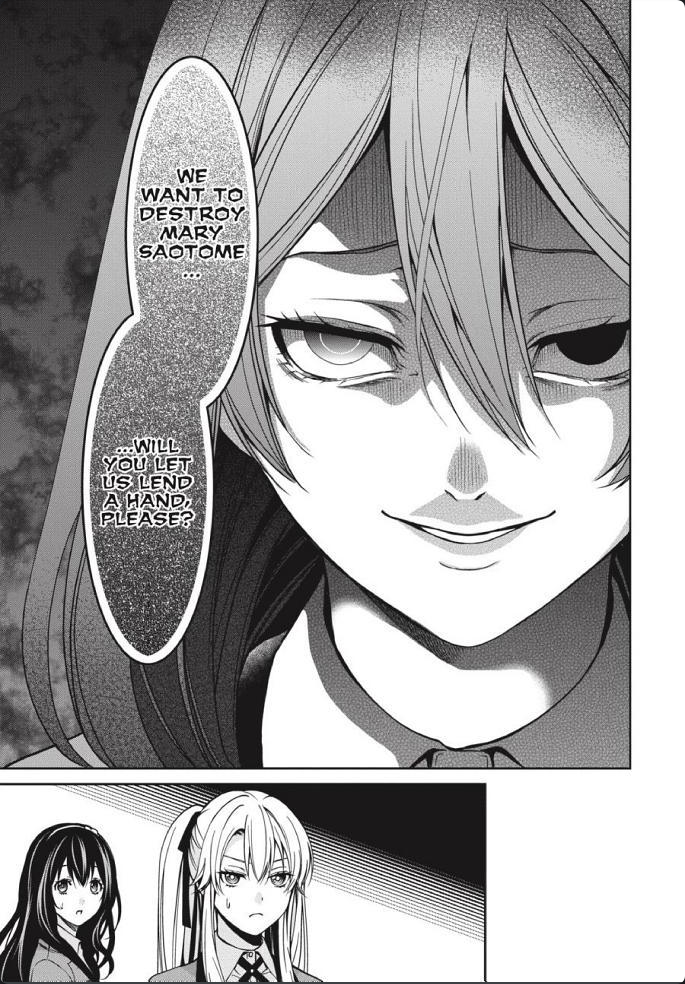 WE
WANT TO
DESTROY
MARY
SAOTOME
...
...WILL
YOU LET
US LEND
A HAND,
PLEASE?